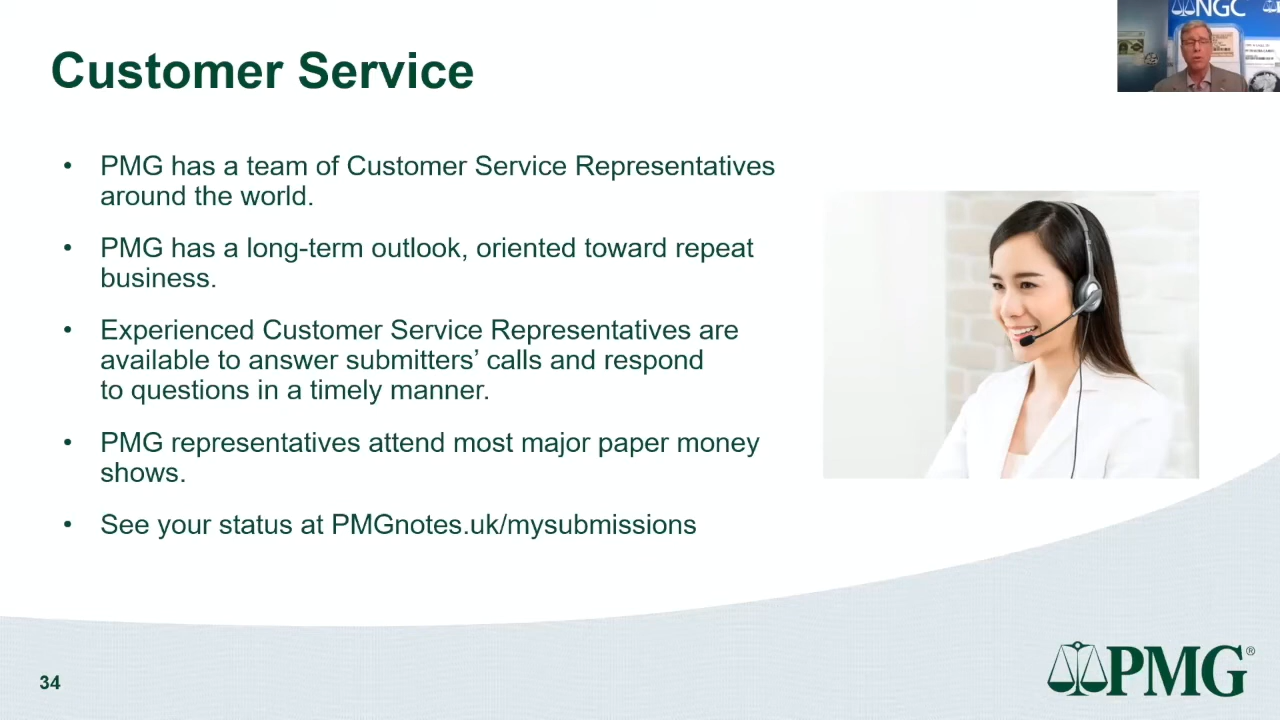 NGC
Customer Service
• PMG has a team of Customer Service Representatives
around the world.
• PMG has a long-term outlook, oriented toward repeat
business.
• Experienced Customer Service Representatives are
available to answer submitters’ calls and respond
to questions in a timely manner.
• PMG representatives attend most major paper money
shows.
• See your status at PMGnotes.uk/mysubmissions
34
PMG®